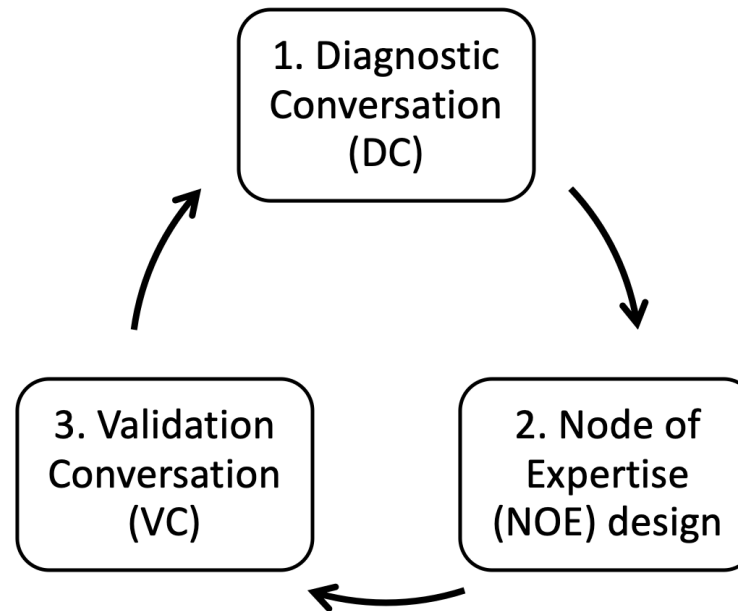 1. Diagnostic
Conversation
(DC)
2. Node of
Expertise
(NOE) design
3. Validation
Conversation
(VC)